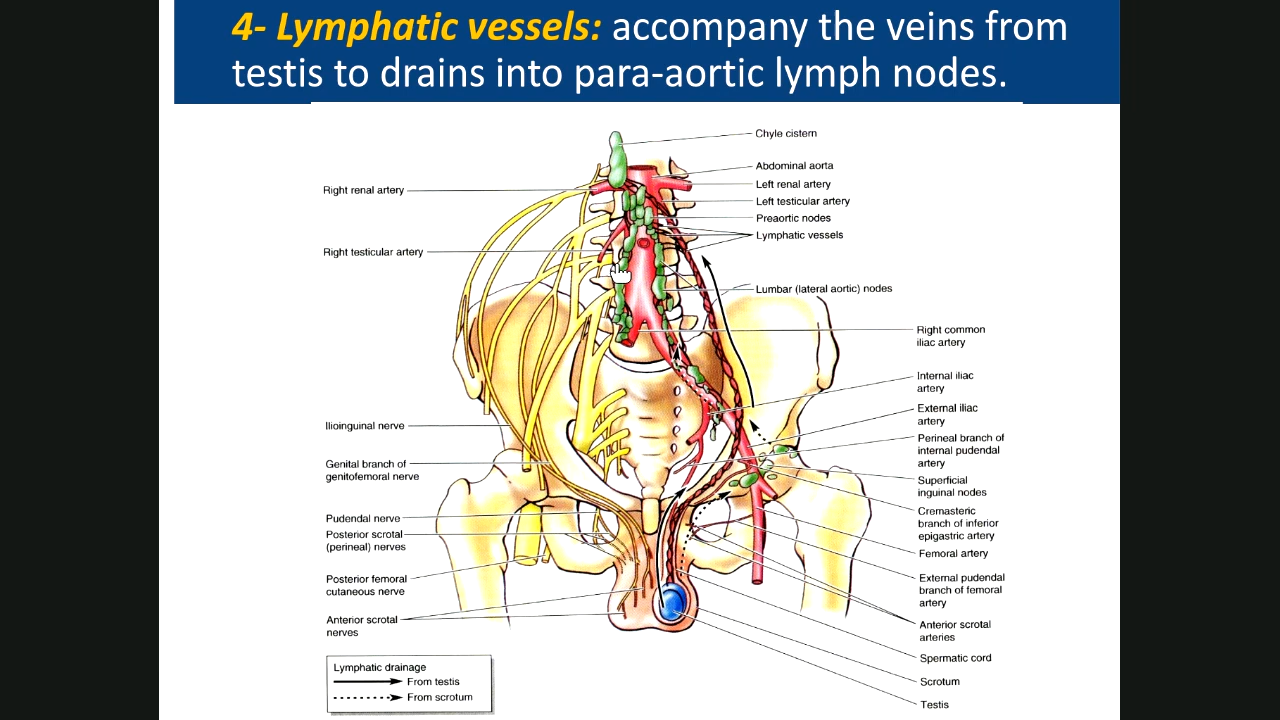 4- Lymphatic vessels: accompany the veins from
testis to drains into para-aortic lymph nodes.
Chyle cistern
Abdominal aorta
Left renal artery
Left testicular artery
Preaortic nodes
Lymphatic vessels
Lumbar (lateral aortic) nodes
Right common
iliac artery
Internal iliac
artery
External iliac
artery
Perineal branch of
internal pudendal
artery
Superficial
inguinal nodes
Cremasteric
branch of inferior
epigastric artery
Femoral artery
External pudendal
branch of femoral
artery
Anterior scrotal
arteries
Spermatic cord
Scrotum
Testis
Right renal artery
Right testicular artery
Ilioinguinal nerve
Genital branch of
genitofemoral nerve
Pudendal nerve
Posterior scrotal
(perineal) nerves
Posterior femoral
cutaneous nerve
Anterior scrotal
nerves
Lymphatic drainage
From testis
From scrotum